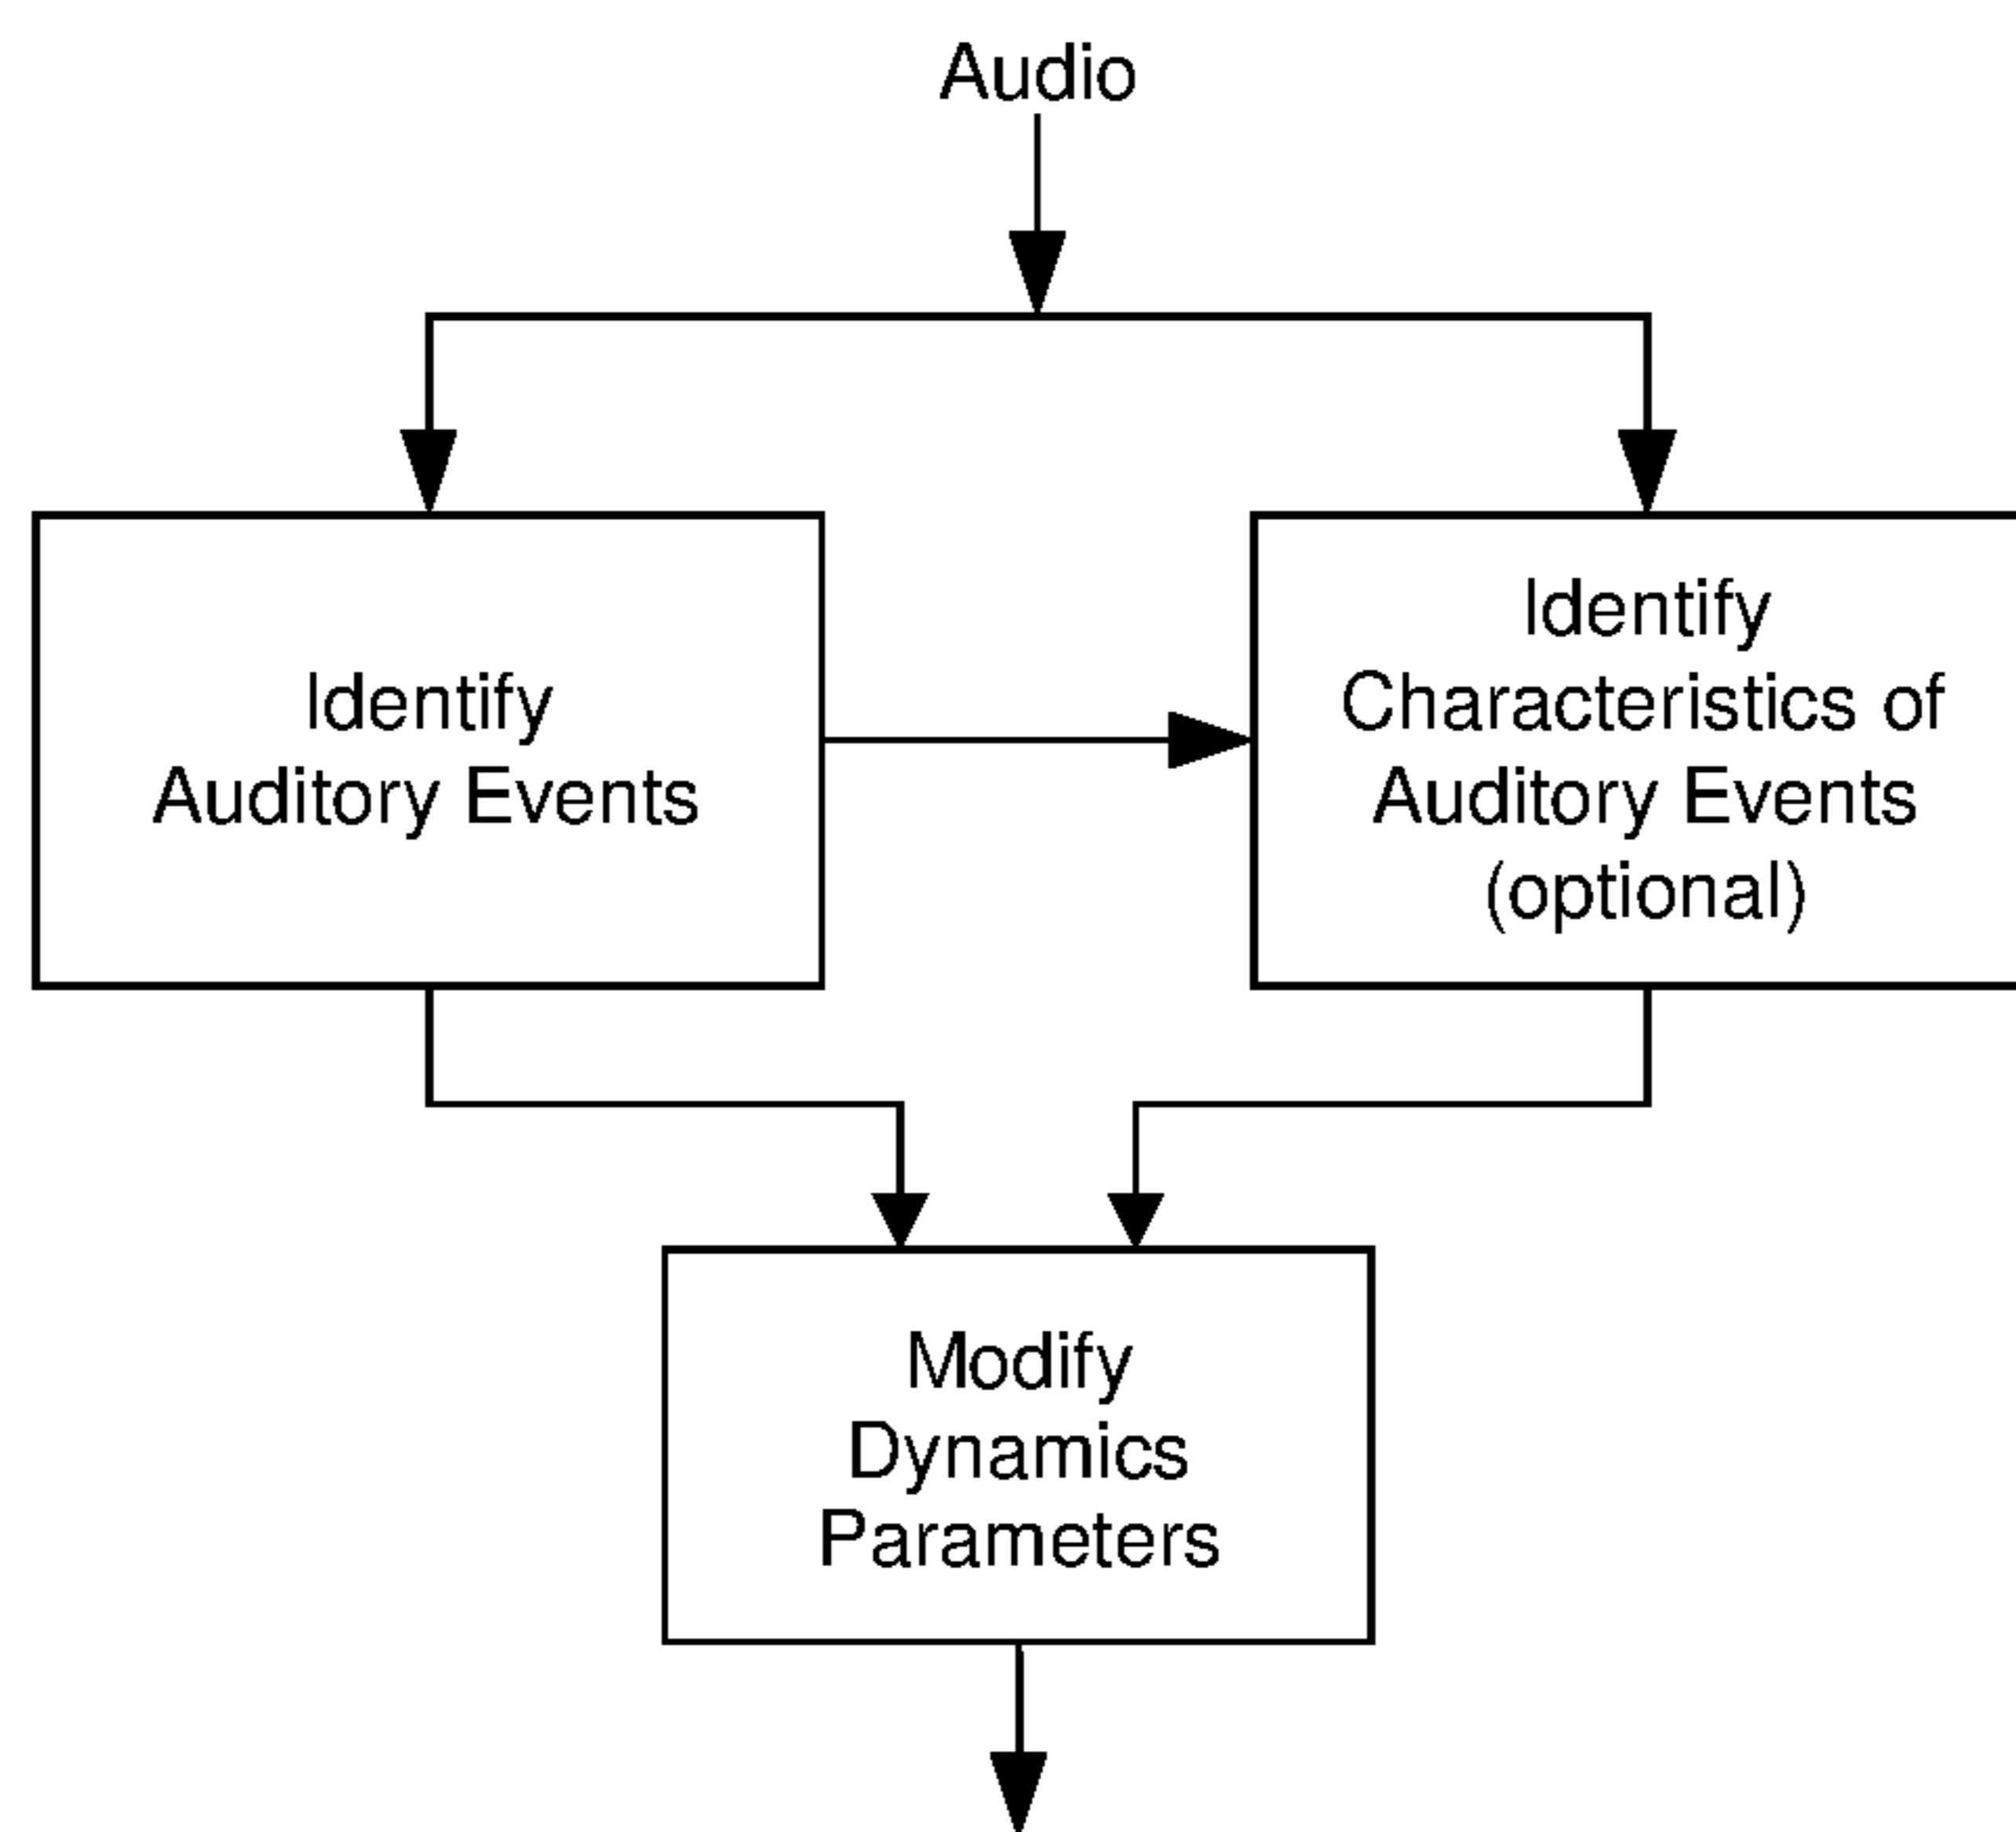 Audio
Identify
Auditory Events
Identify
Characteristics of
Auditory Events
(optional)
Modify
Dynamics
Parameters